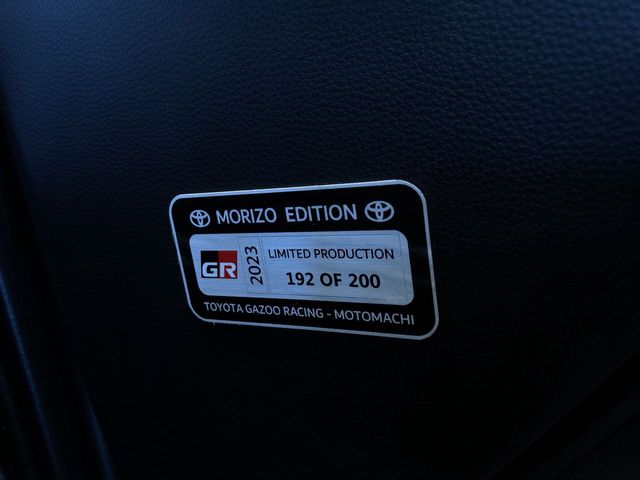 MORIZO EDITION
GR 2023 LIMITED PRODUCTION
192 OF 200
TOYOTA GAZOO RACING - MOTOMACHI